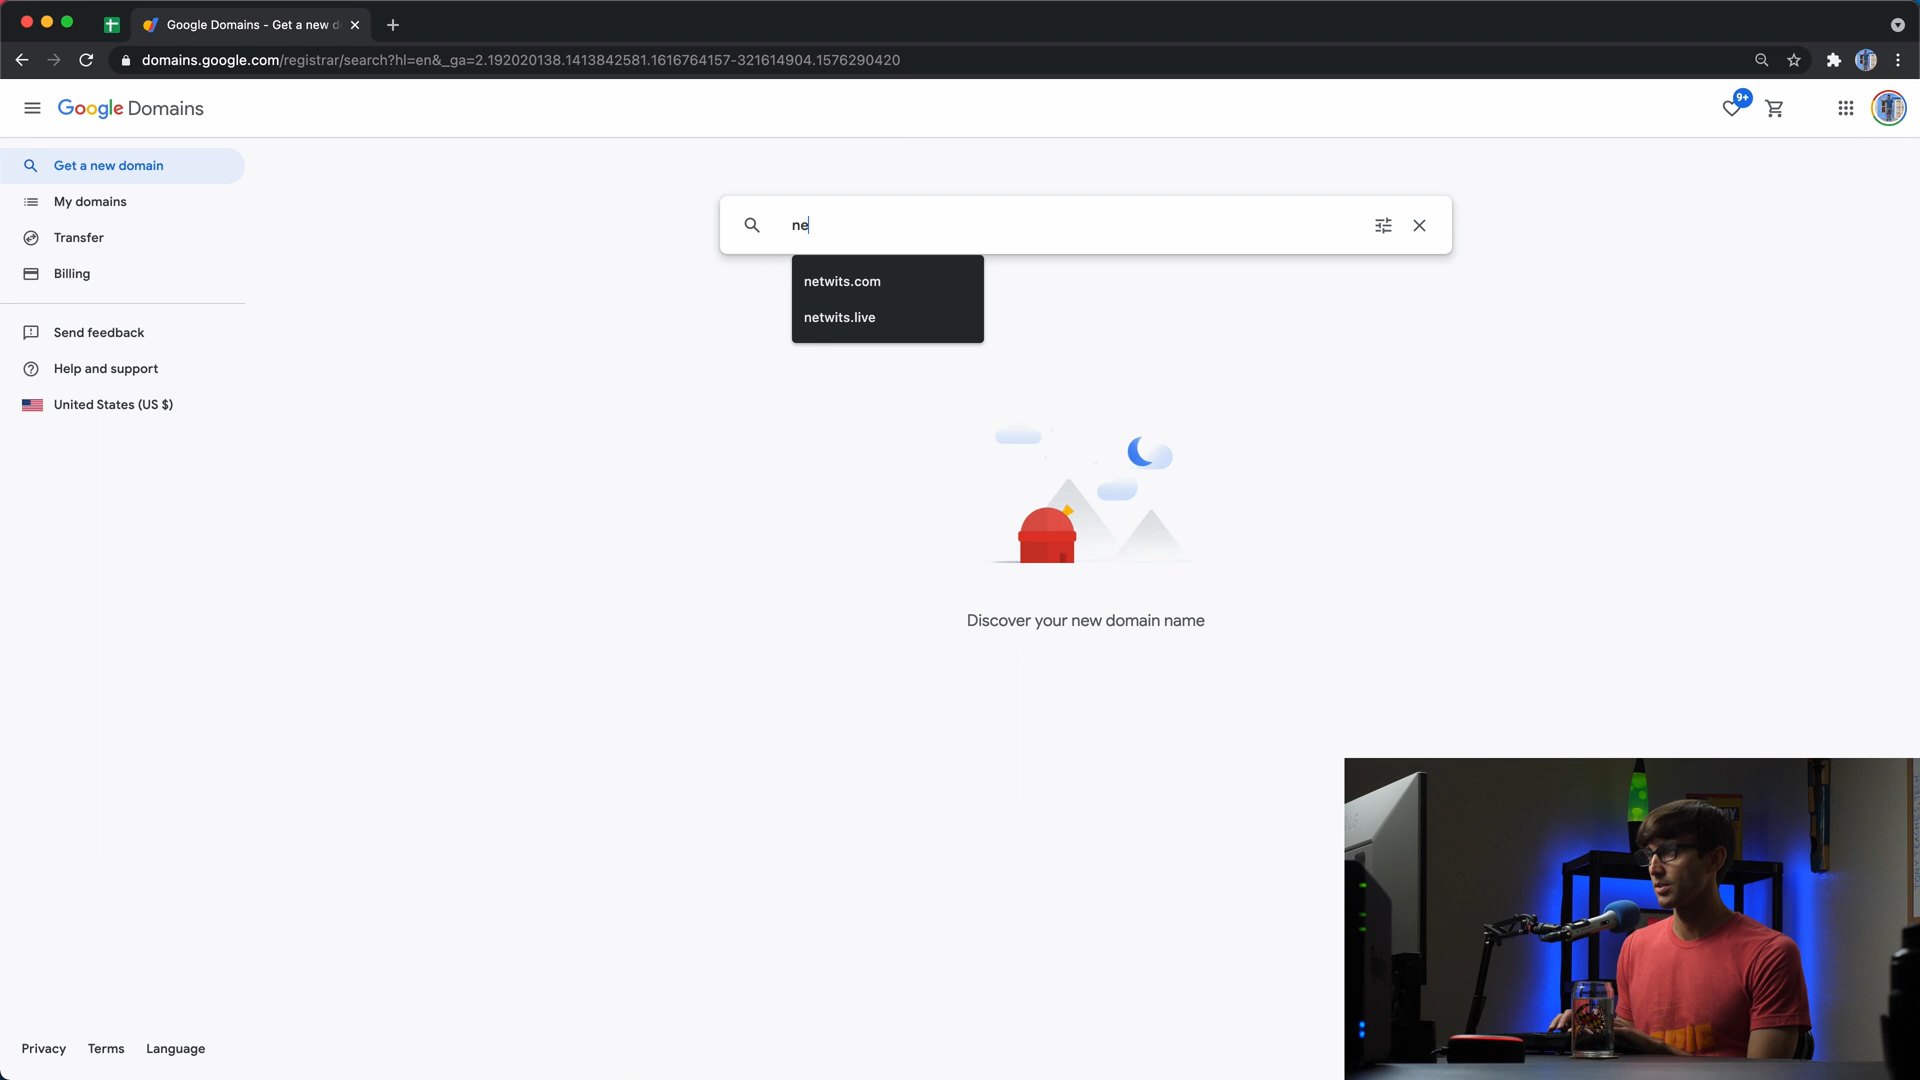 Google Domains - Get a new d
domains.google.com/registrar/search?hl=en&_ga=2.192020138.1413842581.1616764157-321614904.1576290420
Google Domains
9+
Get a new domain
My domains
Transfer
Billing
Send feedback
Help and support
United States (US $)
ne
netwits.com
netwits.live
Discover your new domain name
Privacy Terms Language